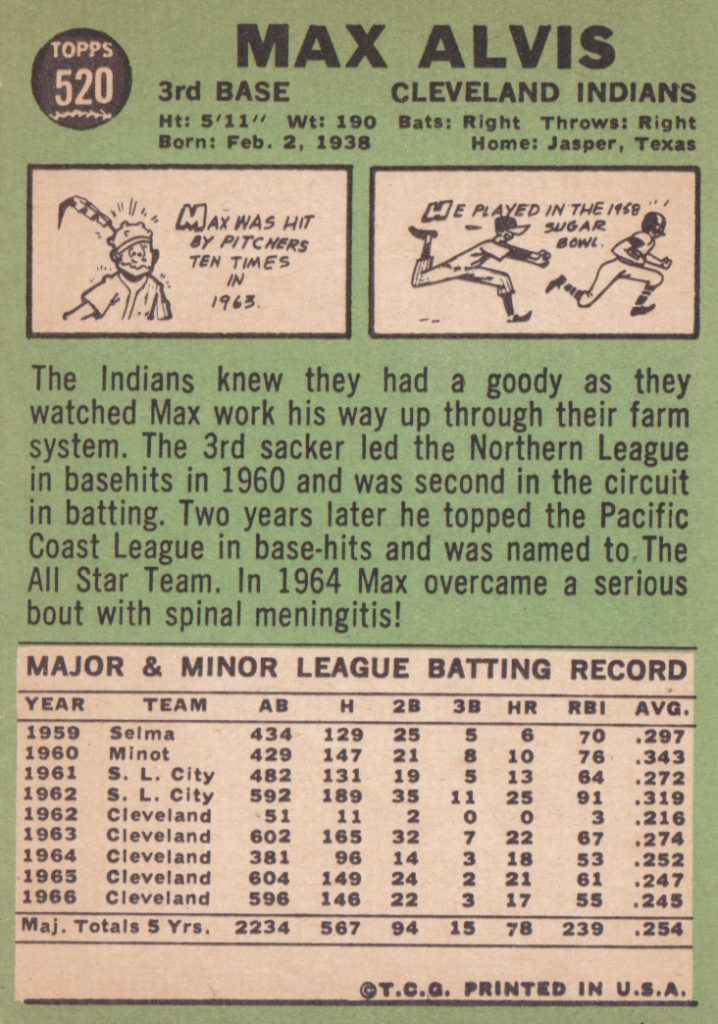 TOPPS
520
MAX ALVIS
3rd BASE CLEVELAND INDIANS
Ht: 5'11" Wt: 190 Bats: Right Throws: Right
Born: Feb. 2, 1938 Home: Jasper, Texas
MAX WAS HIT
BY PITCHERS
TEN TIMES
IN
1963.
HE PLAYED IN THE 1958
SUGAR
BOWL.
The Indians knew they had a goody as they
watched Max work his way up through their farm
system. The 3rd sacker led the Northern League
in basehits in 1960 and was second in the circuit
in batting. Two years later he topped the Pacific
Coast League in base-hits and was named to The
All Star Team. In 1964 Max overcame a serious
bout with spinal meningitis!
MAJOR & MINOR LEAGUE BATTING RECORD
YEAR TEAM AB H 2B 3B HR RBI AVG.
1959 Selma 434 129 25 5 6 70 .297
1960 Minot 429 147 21 8 10 76 .343
1961 S. L. City 482 131 19 5 13 64 .272
1962 S. L. City 592 189 35 11 25 91 .319
1962 Cleveland 51 11 2 0 0 3 .216
1963 Cleveland 602 165 32 7 22 67 .274
1964 Cleveland 381 96 14 3 18 53 .252
1965 Cleveland 604 149 24 2 21 61 .247
1966 Cleveland 596 146 22 3 17 55 .245
Maj. Totals 5 Yrs. 2234 567 94 15 78 239 .254
©T.C.G. PRINTED IN U.S.A.